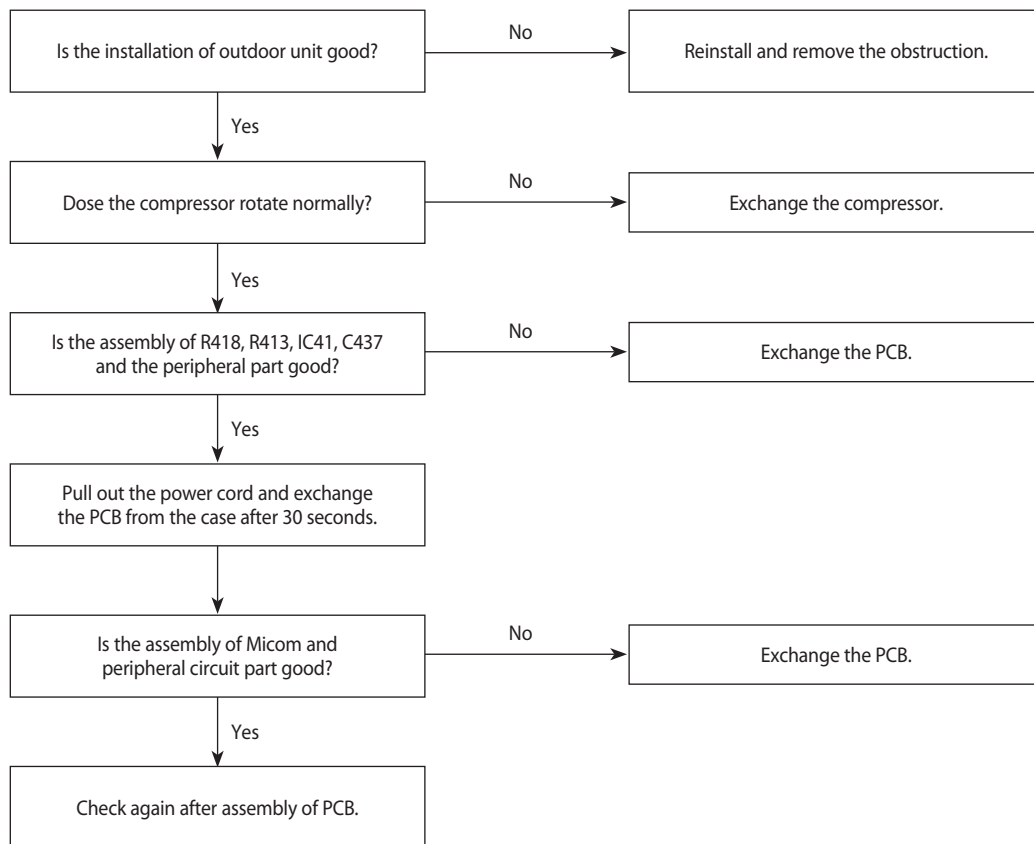 Is the installation of outdoor unit good?
No
Reinstall and remove the obstruction.
Yes
Dose the compressor rotate normally?
No
Exchange the compressor.
Yes
Is the assembly of R418, R413, IC41, C437
and the peripheral part good?
No
Exchange the PCB.
Yes
Pull out the power cord and exchange
the PCB from the case after 30 seconds.
Is the assembly of Micom and
peripheral circuit part good?
No
Exchange the PCB.
Yes
Check again after assembly of PCB.